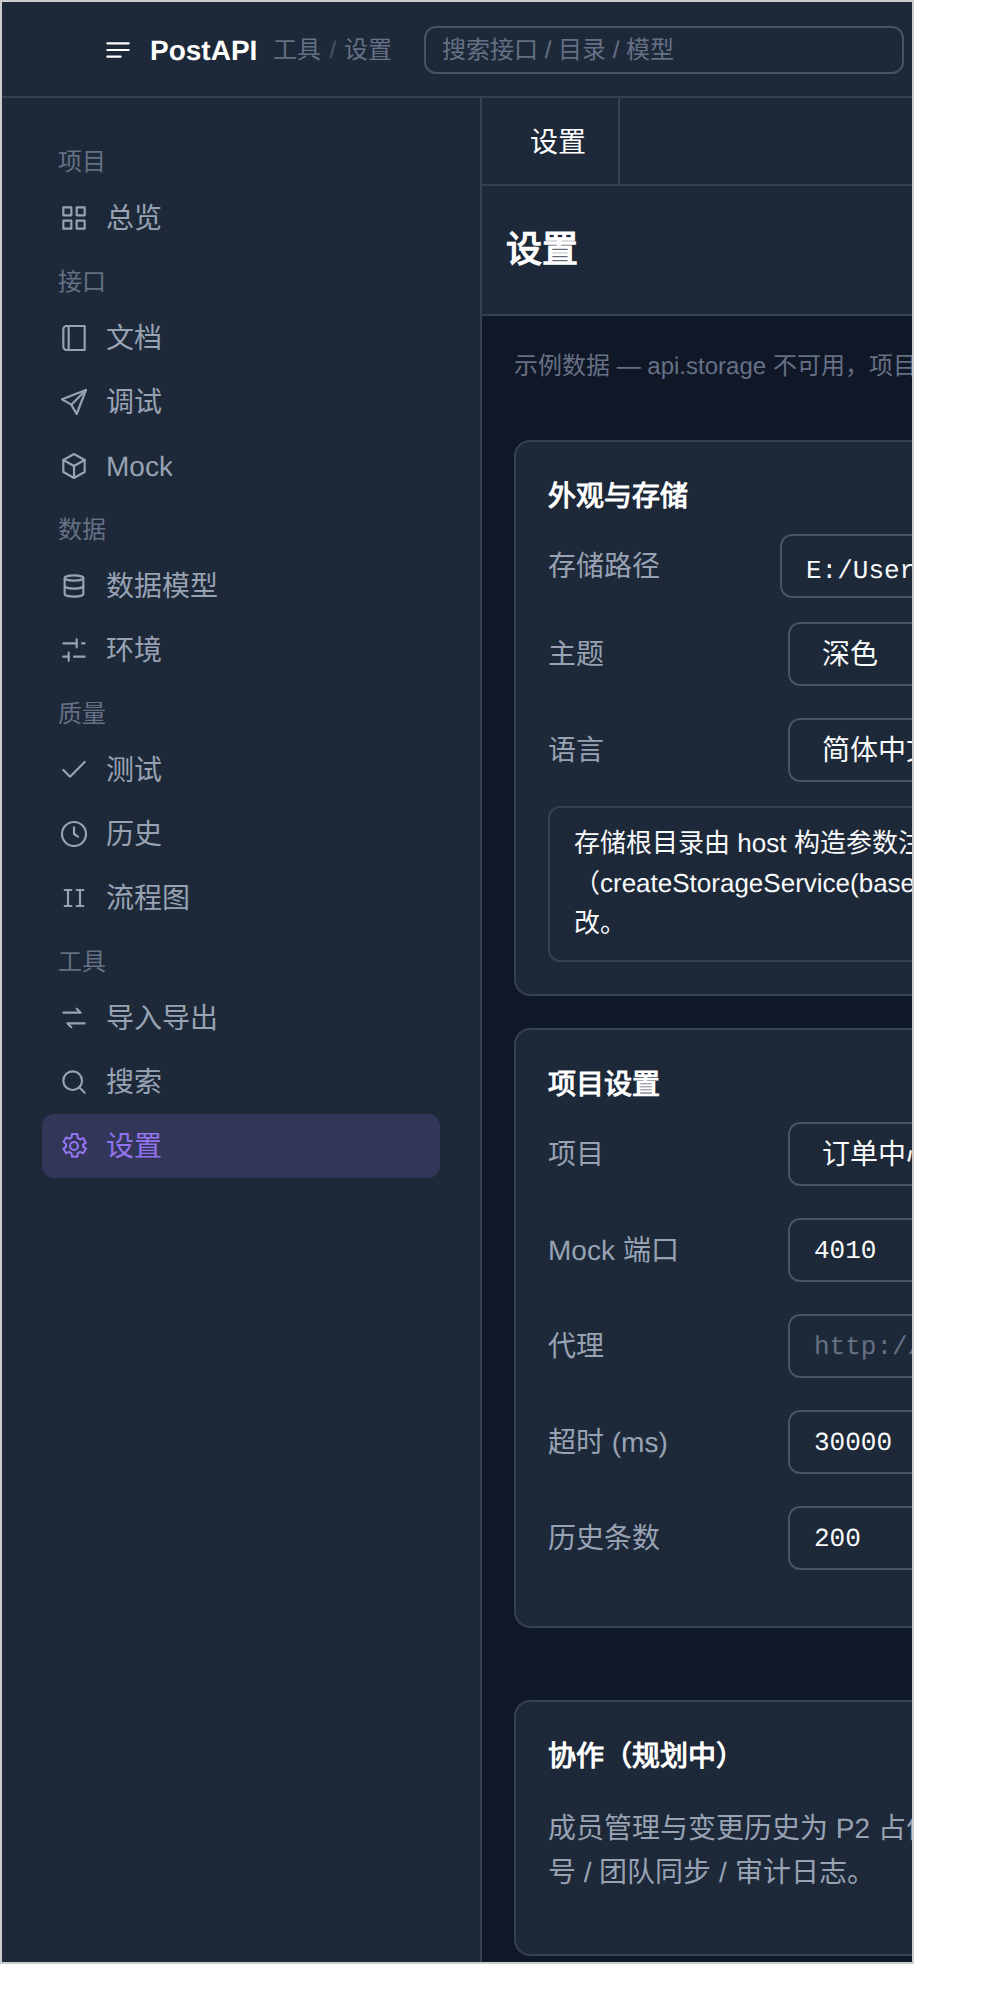 PostAPI 工具 / 设置 搜索接口 / 目录 / 模型
项目
总览
接口
文档
调试
Mock
数据
数据模型
环境
质量
测试
历史
流程图
工具
导入导出
搜索
设置
设置
设置
示例数据 — api.storage 不可用，项目
外观与存储
存储路径 E:/User
主题 深色
语言 简体中文
存储根目录由 host 构造参数注
（createStorageService(base
改。
项目设置
项目 订单中心
Mock 端口 4010
代理 http://
超时 (ms) 30000
历史条数 200
协作（规划中）
成员管理与变更历史为 P2 占位
号 / 团队同步 / 审计日志。